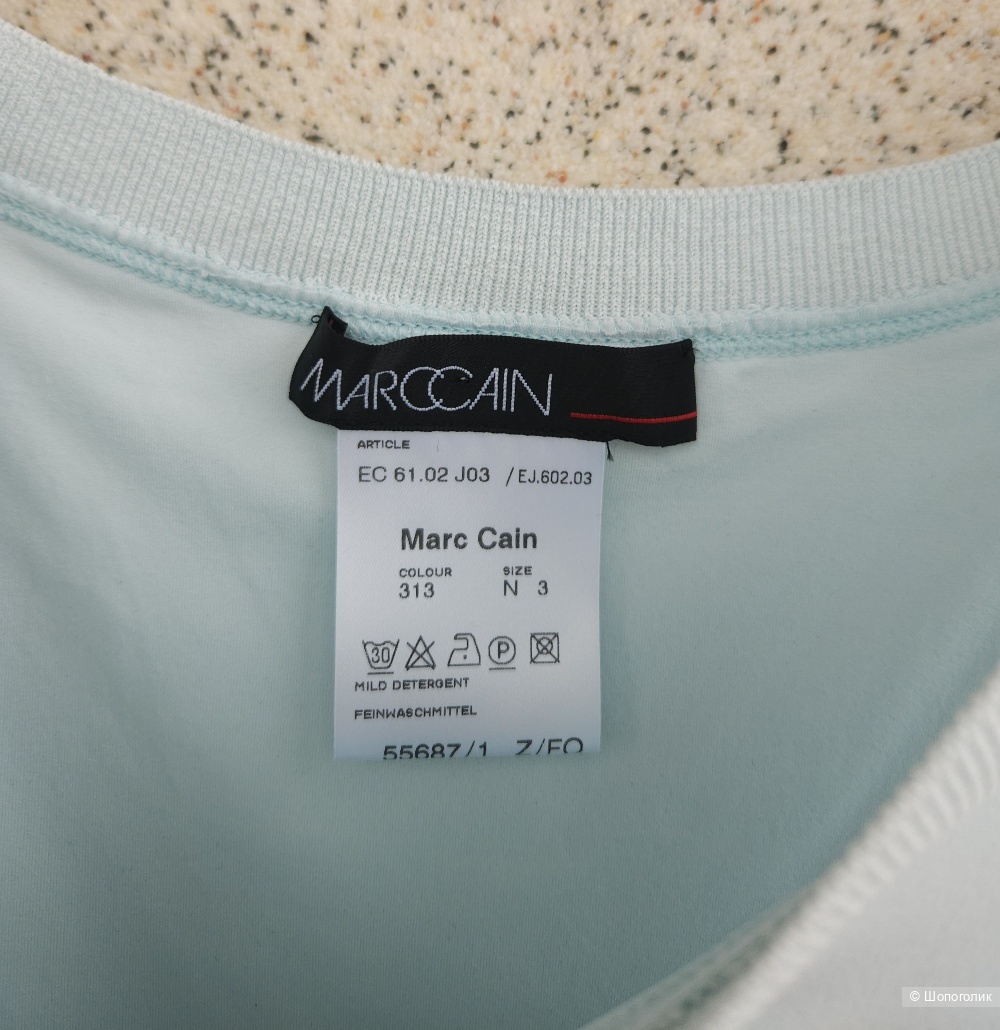 MARCCAIN
ARTICLE
EC 61.02 J03 / EJ.602.03
Marc Cain
COLOUR SIZE
313 N 3
30 P
MILD DETERGENT
FEINWASCHMITTEL
55687/1 Z/FO
© Шопоголик